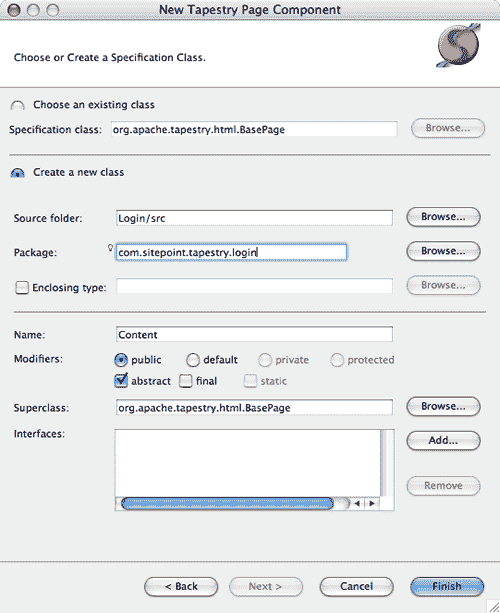 New Tapestry Page Component
Choose or Create a Specification Class.
Choose an existing class
Specification class: org.apache.tapestry.html.BasePage Browse...
Create a new class
Source folder: Login/src Browse...
Package: com.sitepoint.tapestry.login Browse...
Enclosing type: Browse...
Name: Content
Modifiers: public default private protected
abstract final static
Superclass: org.apache.tapestry.html.BasePage Browse...
Interfaces: Add...
Remove
< Back Next > Cancel Finish